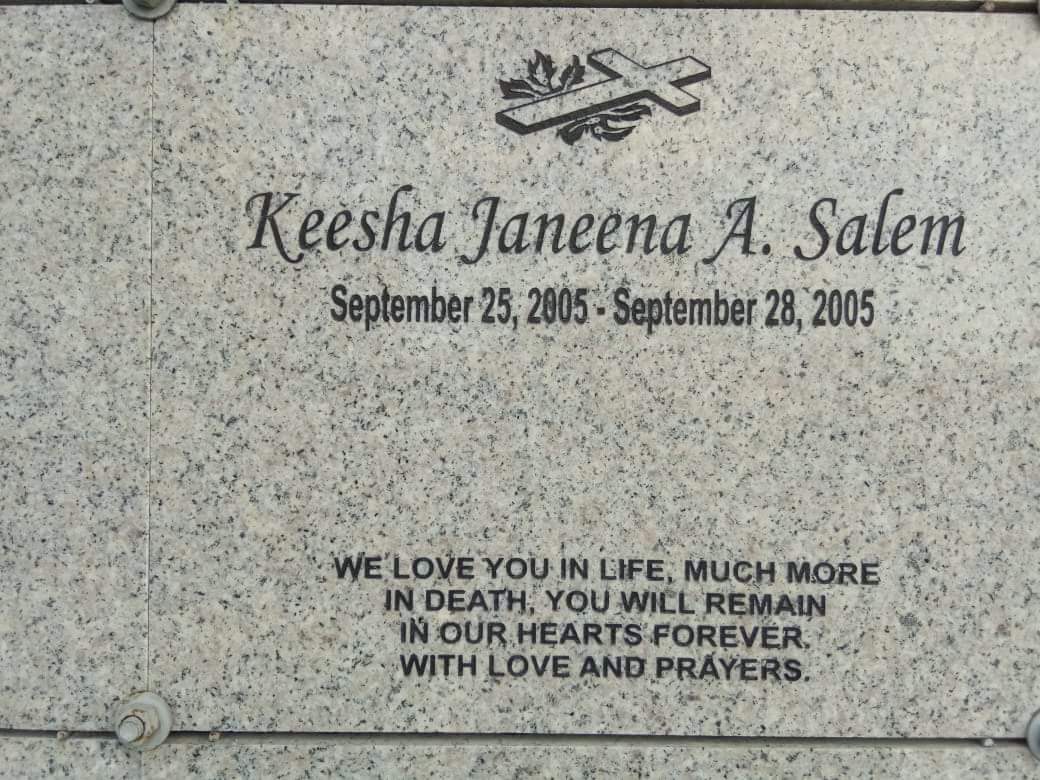 Keesha Janeena A. Salem
September 25, 2005 - September 28, 2005
WE LOVE YOU IN LIFE, MUCH MORE
IN DEATH, YOU WILL REMAIN
IN OUR HEARTS FOREVER.
WITH LOVE AND PRAYERS.